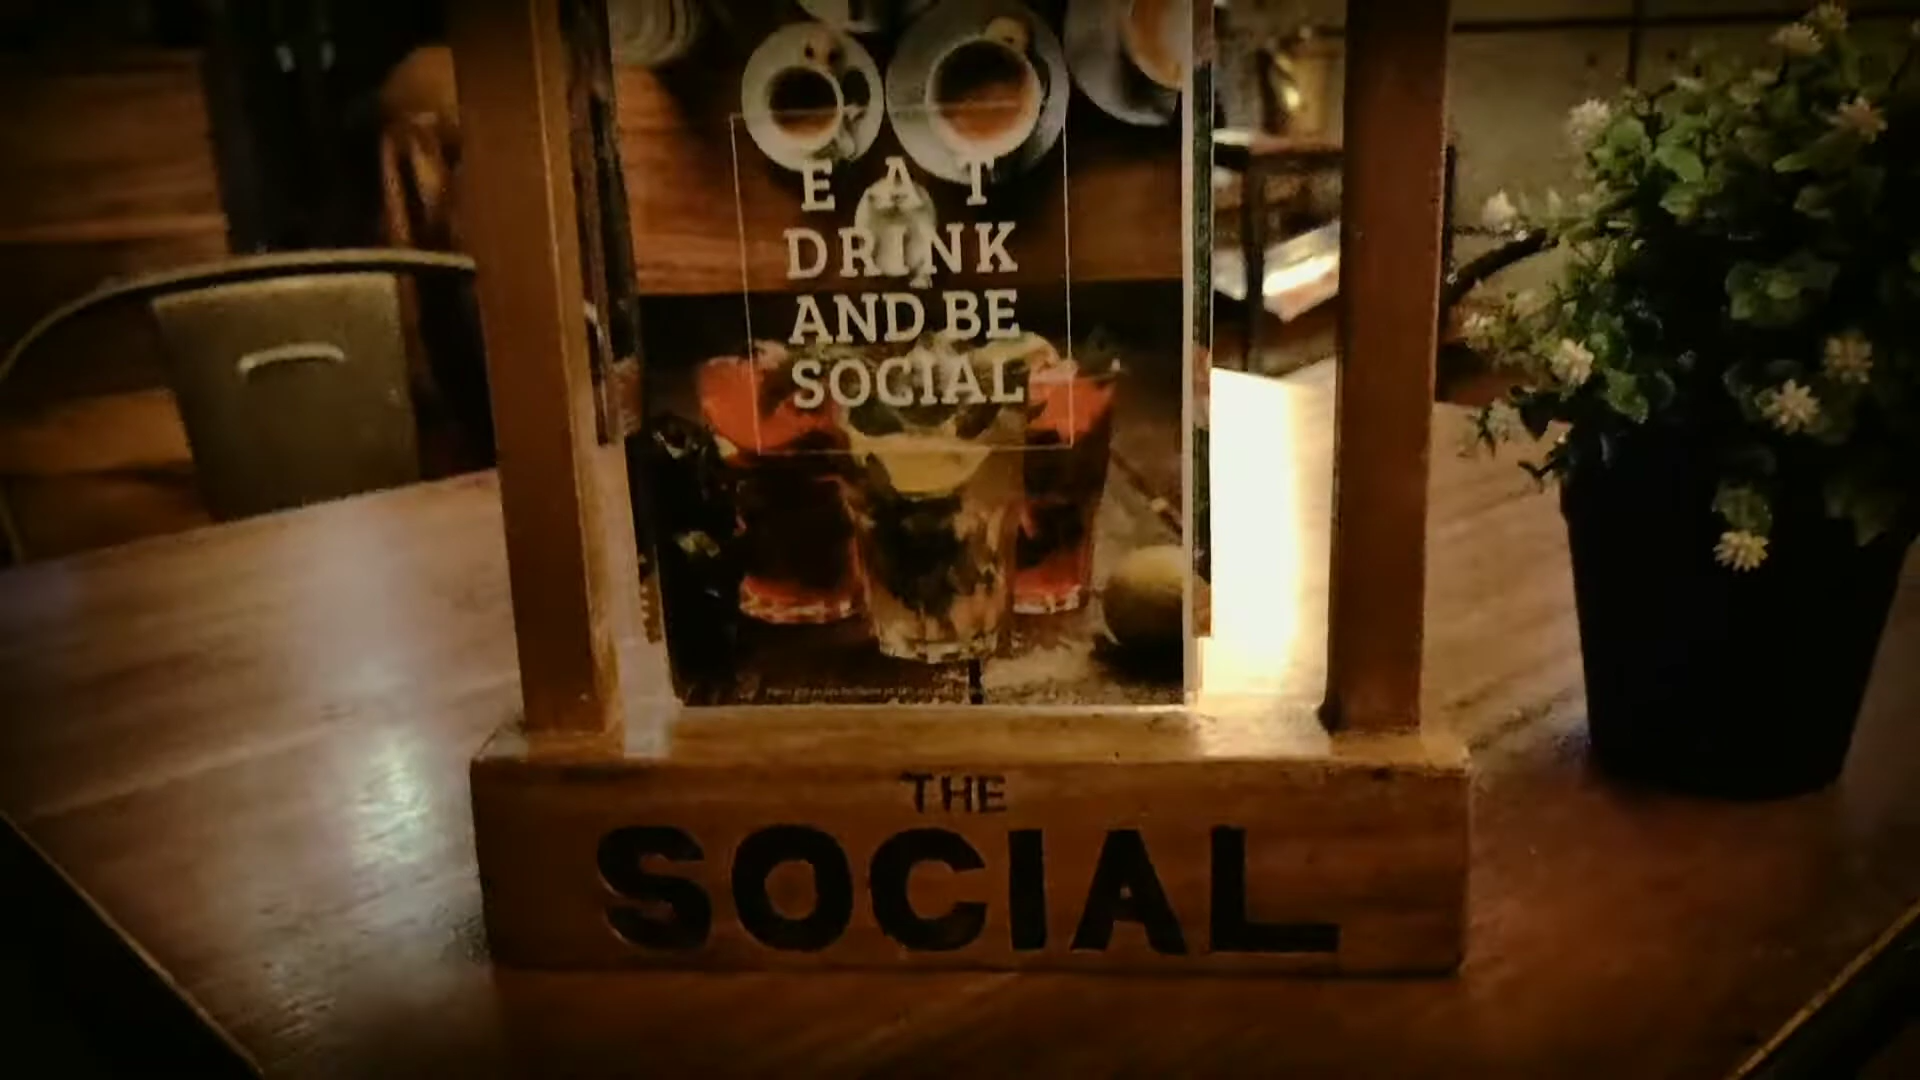 EAT
DRINK
AND BE
SOCIAL
THE
SOCIAL